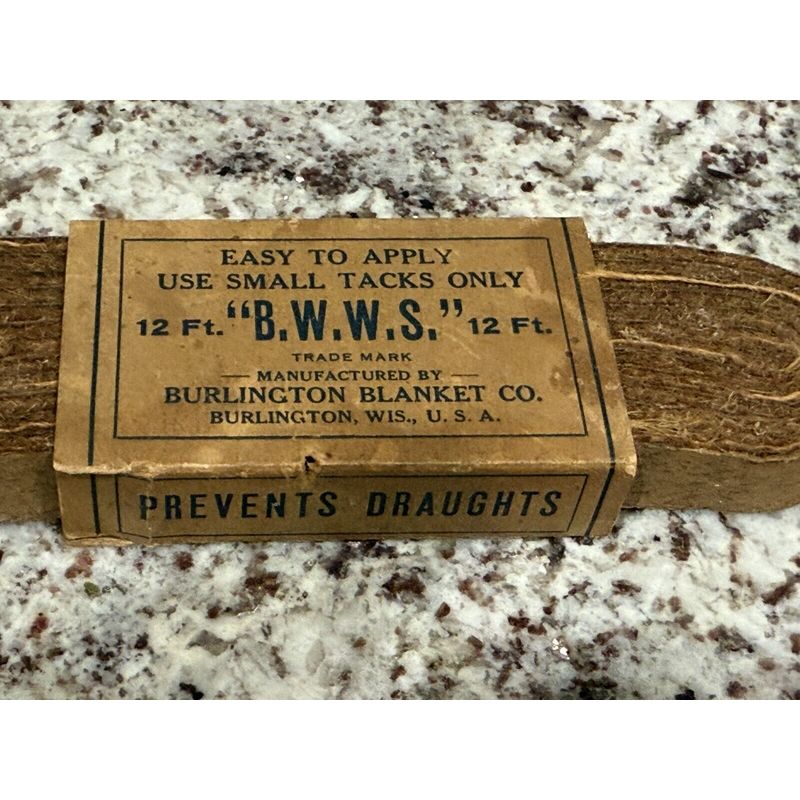 EASY TO APPLY
USE SMALL TACKS ONLY
12 Ft. "B.W.W.S." 12 Ft.
TRADE MARK
— MANUFACTURED BY —
BURLINGTON BLANKET CO.
BURLINGTON, WIS., U. S. A.
PREVENTS DRAUGHTS